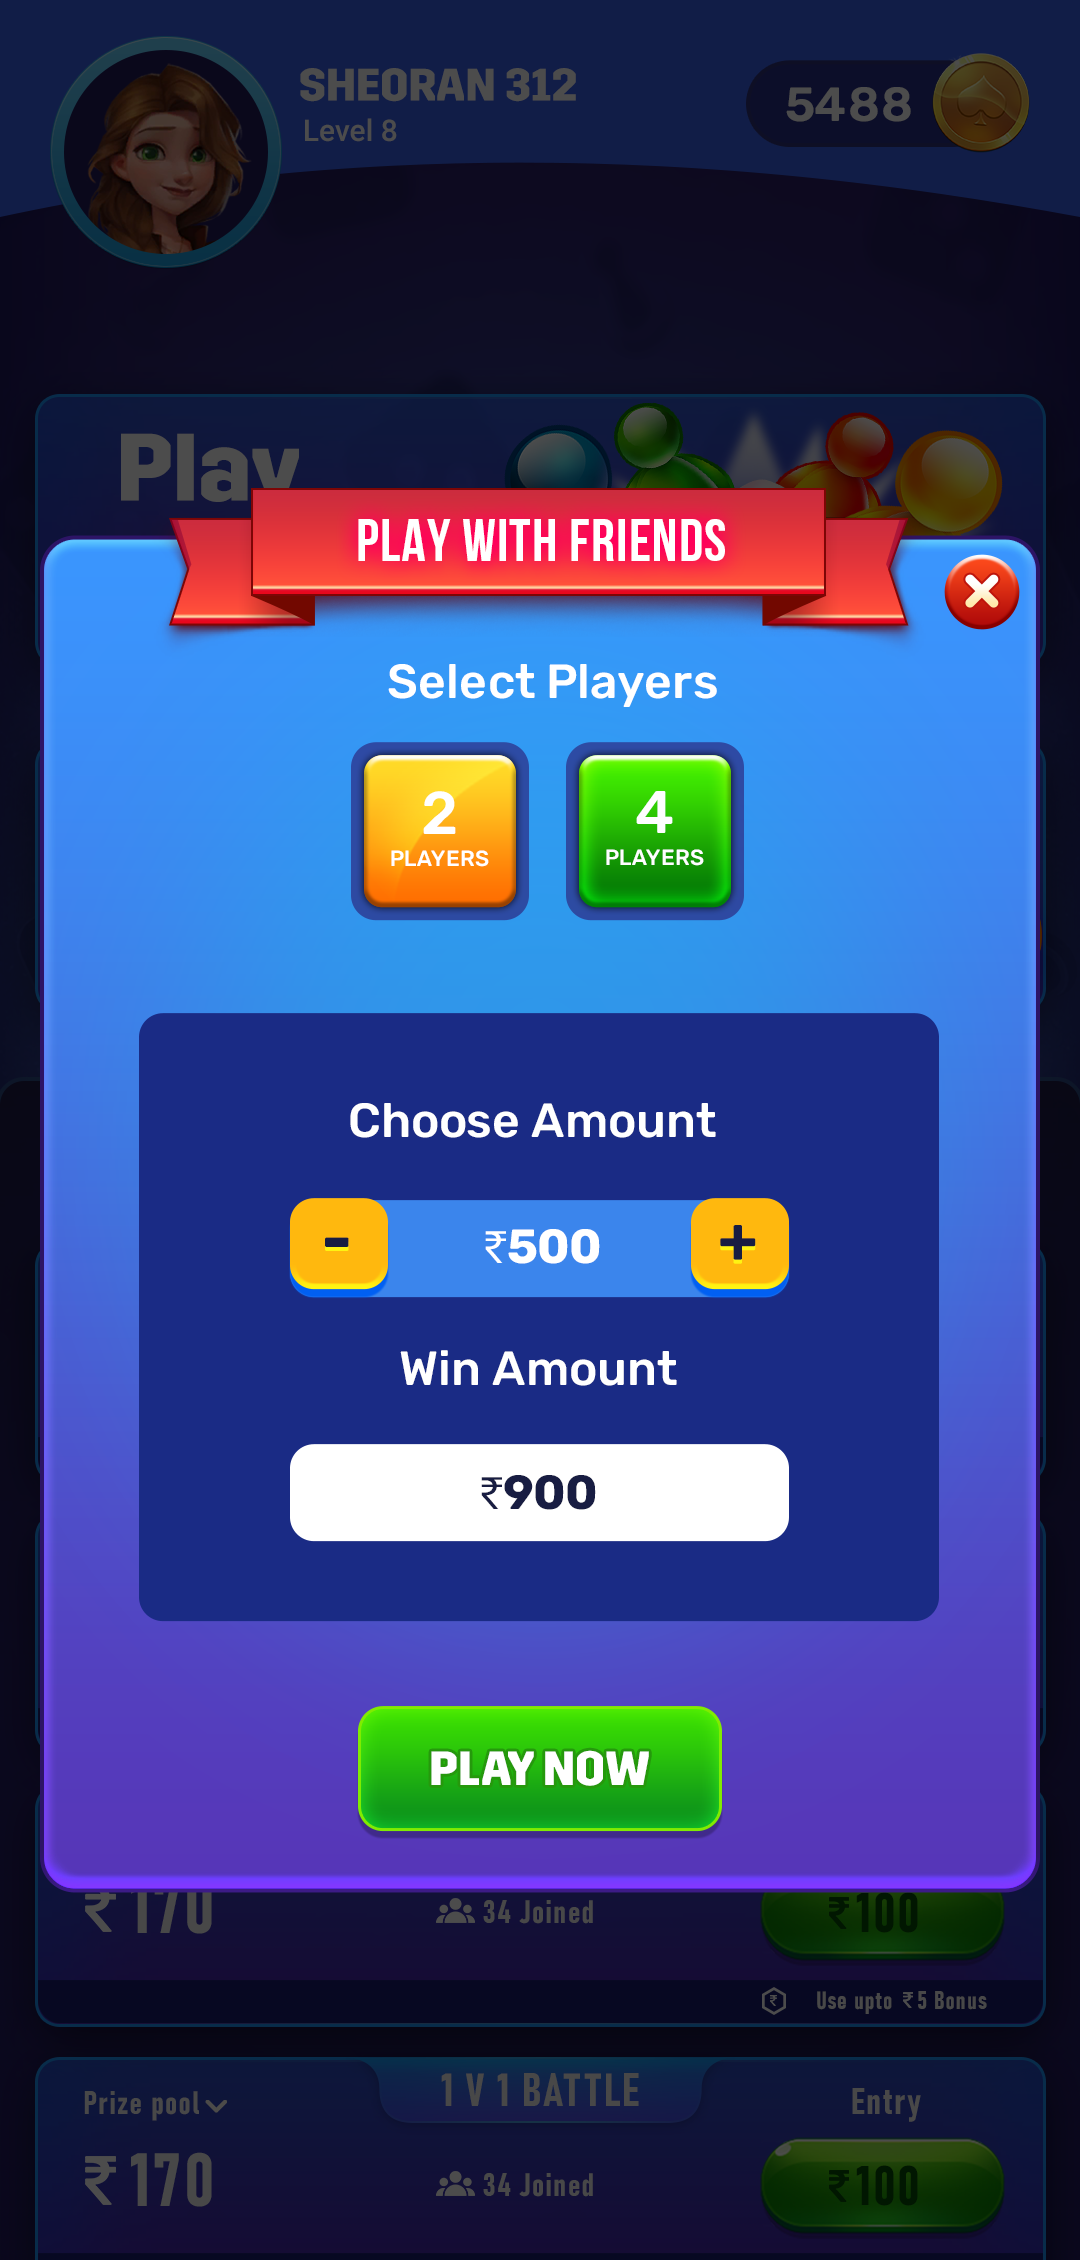 SHEORAN 312
Level 8
5488
Play
PLAY WITH FRIENDS
Select Players
2
PLAYERS
4
PLAYERS
Choose Amount
-
₹500
+
Win Amount
₹900
PLAY NOW
₹170
34 Joined
₹100
Use upto ₹5 Bonus
1 V 1 BATTLE
Prize pool
Entry
₹170
34 Joined
₹100